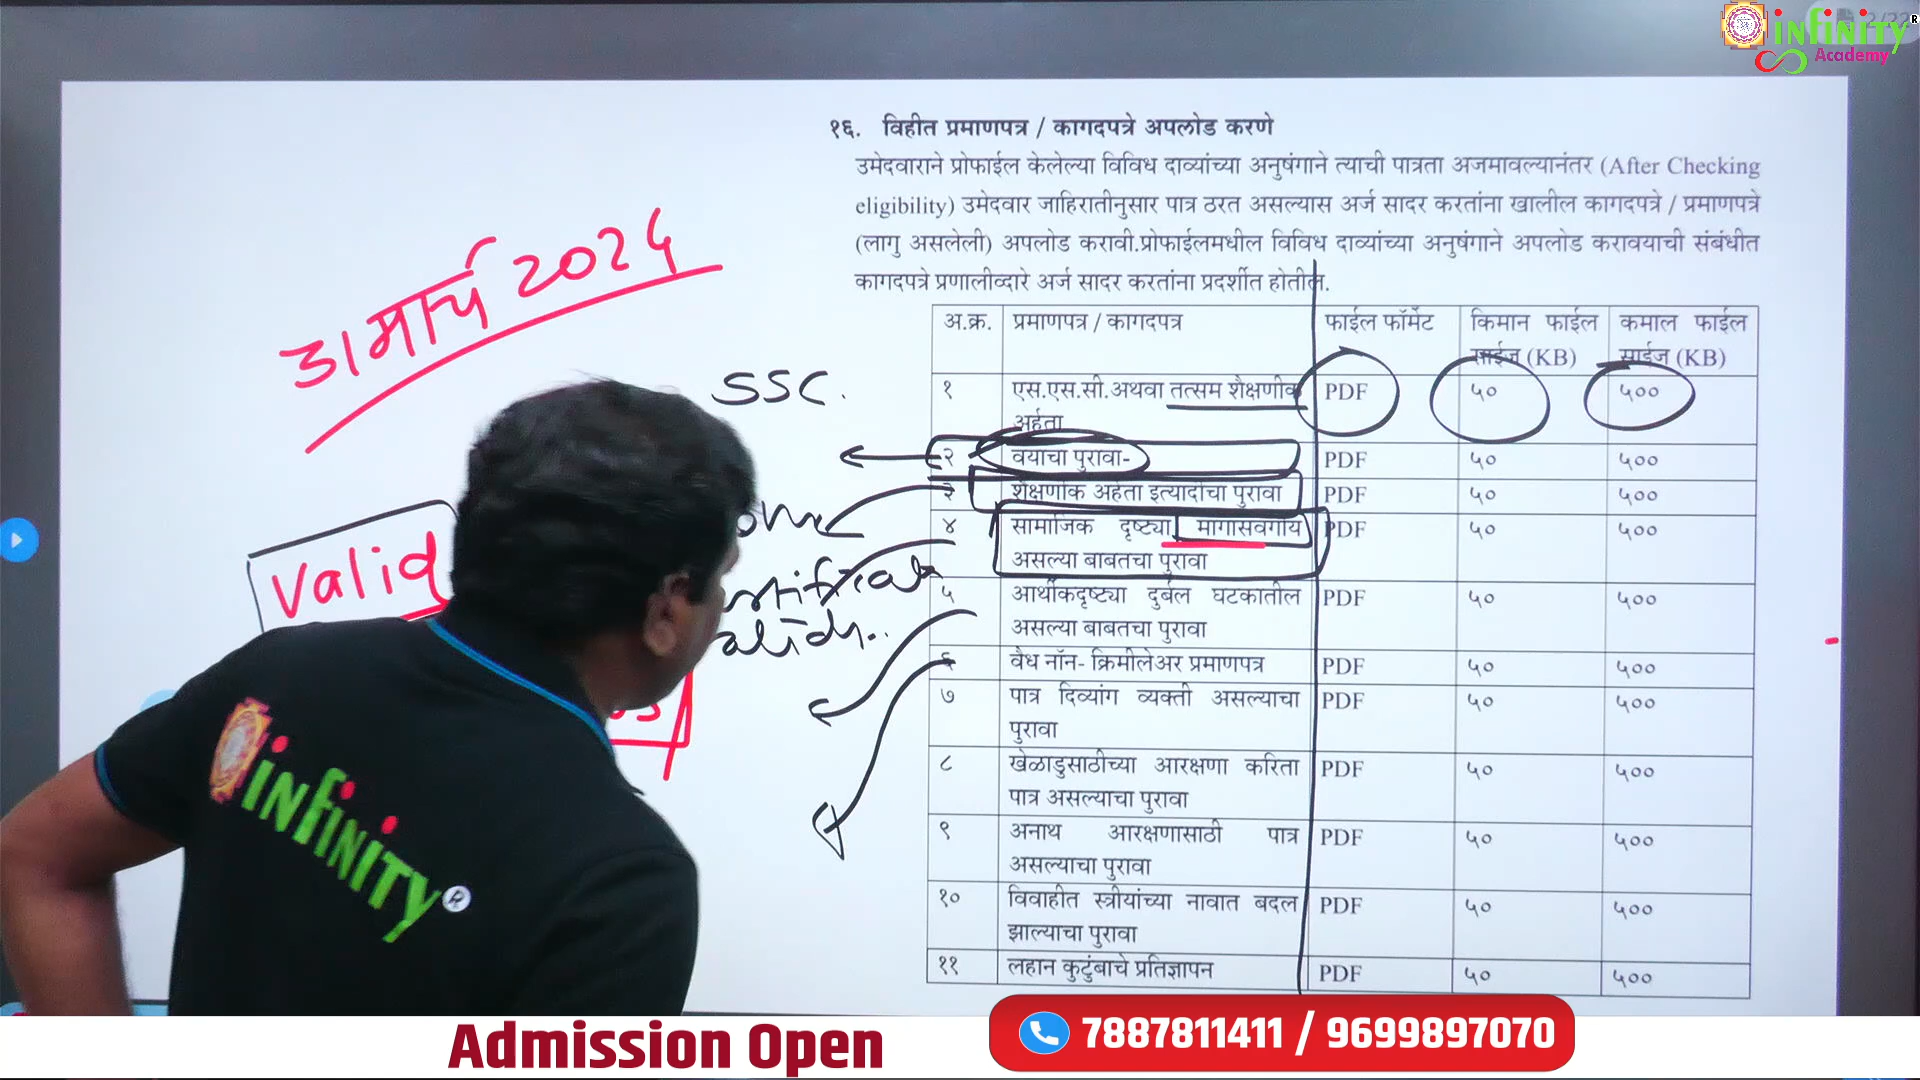 infinity
Academy
१६. विहीत प्रमाणपत्र / कागदपत्रे अपलोड करणे
उमेदवाराने प्रोफाईल केलेल्या विविध दाव्यांच्या अनुषंगाने त्याची पात्रता अजमावल्यानंतर (After Checking
eligibility) उमेदवार जाहिरातीनुसार पात्र ठरत असल्यास अर्ज सादर करतांना खालील कागदपत्रे / प्रमाणपत्रे
(लागु असलेली) अपलोड करावी.प्रोफाईलमधील विविध दाव्यांच्या अनुषंगाने अपलोड करावयाची संबंधीत
कागदपत्रे प्रणालीव्दारे अर्ज सादर करतांना प्रदर्शीत होतील.
अ.क्र. प्रमाणपत्र / कागदपत्र फाईल फॉर्मेट किमान फाईल साईज (KB) कमाल फाईल साईज (KB)
१ एस.एस.सी.अथवा तत्सम शैक्षणीक PDF ५० ५००
अर्हता
२ वयाचा पुरावा- PDF ५० ५००
३ शैक्षणीक अर्हता इत्यादीचा पुरावा PDF ५० ५००
४ सामाजिक दृष्ट्या मागासवर्गीय PDF ५० ५००
असल्या बाबतचा पुरावा
५ आर्थीकदृष्ट्या दुर्बल घटकातील PDF ५० ५००
असल्या बाबतचा पुरावा
६ वैध नॉन- क्रिमीलेअर प्रमाणपत्र PDF ५० ५००
७ पात्र दिव्यांग व्यक्ती असल्याचा PDF ५० ५००
पुरावा
८ खेळाडुसाठीच्या आरक्षणा करिता PDF ५० ५००
पात्र असल्याचा पुरावा
९ अनाथ आरक्षणासाठी पात्र PDF ५० ५००
असल्याचा पुरावा
१० विवाहीत स्त्रीयांच्या नावात बदल PDF ५० ५००
झाल्याचा पुरावा
११ लहान कुटुंबाचे प्रतिज्ञापन PDF ५० ५००
मार्च २०२५
SSC.
Valid
infinity
Admission Open
7887811411 / 9699897070